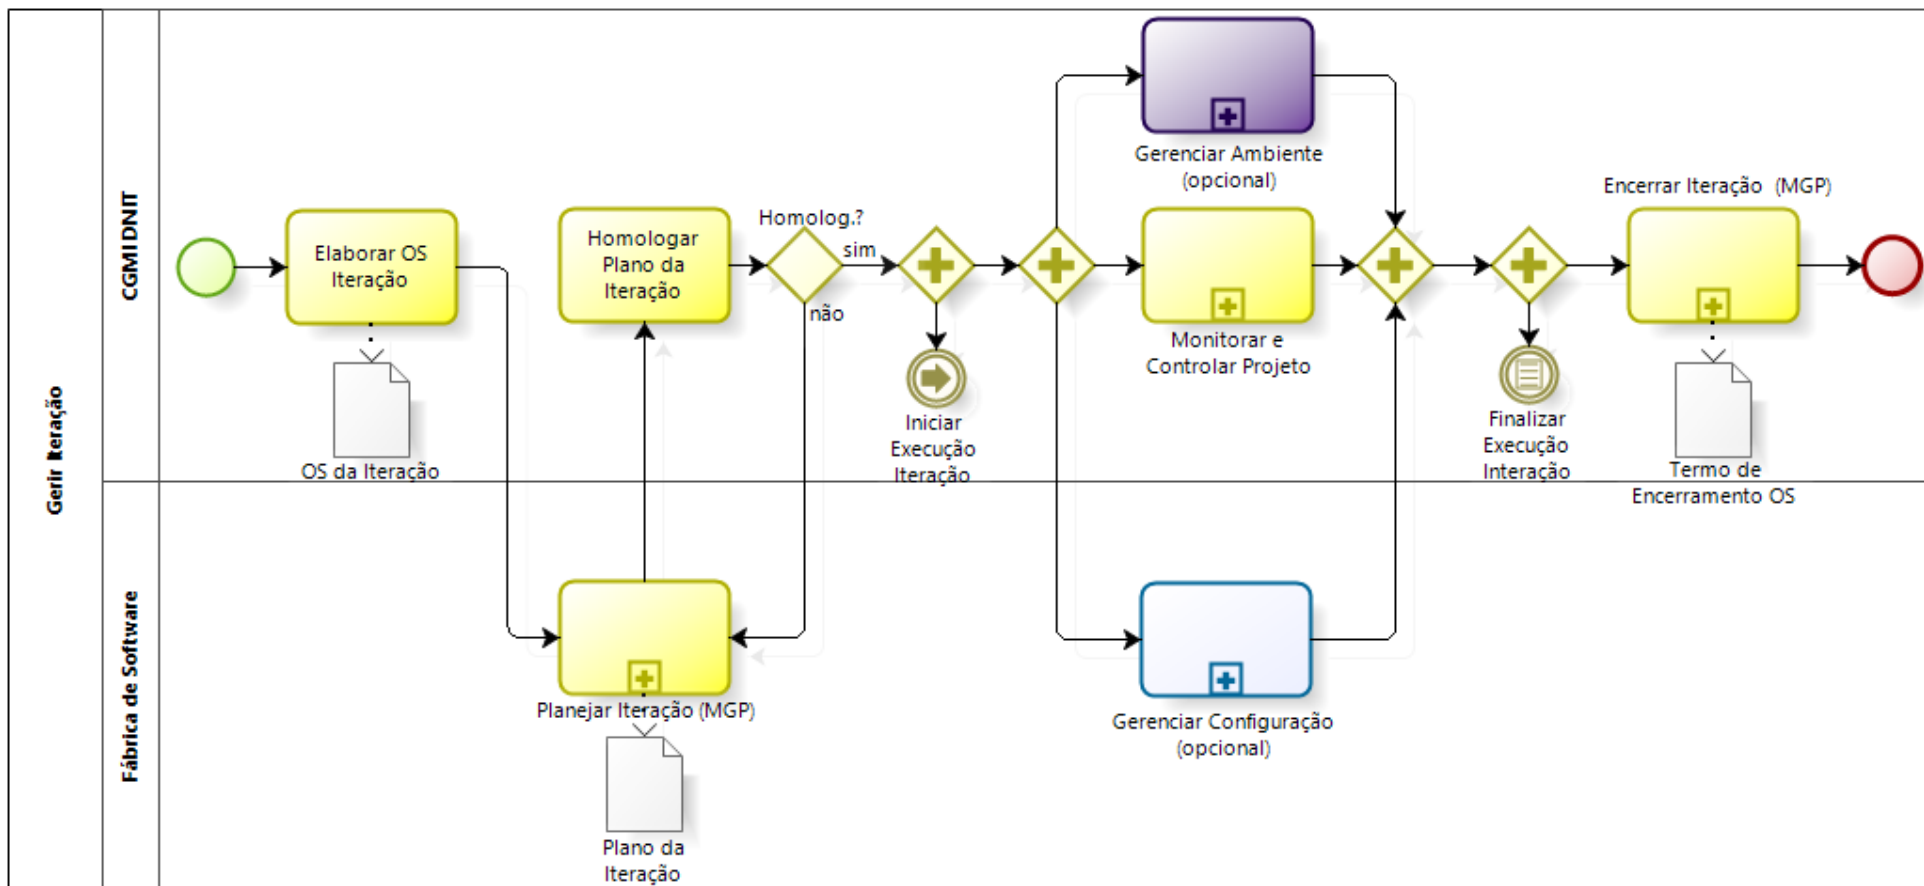 Gerir Iteração
CGMI DNIT
Fábrica de Software
Elaborar OS
Iteração
OS da Iteração
Homologar
Plano da
Iteração
Homolog.?
sim
não
Planejar Iteração (MGP)
Plano da
Iteração
Iniciar
Execução
Iteração
Gerenciar Ambiente
(opcional)
Monitorar e
Controlar Projeto
Gerenciar Configuração
(opcional)
Finalizar
Execução
Interação
Encerrar Iteração (MGP)
Termo de
Encerramento OS